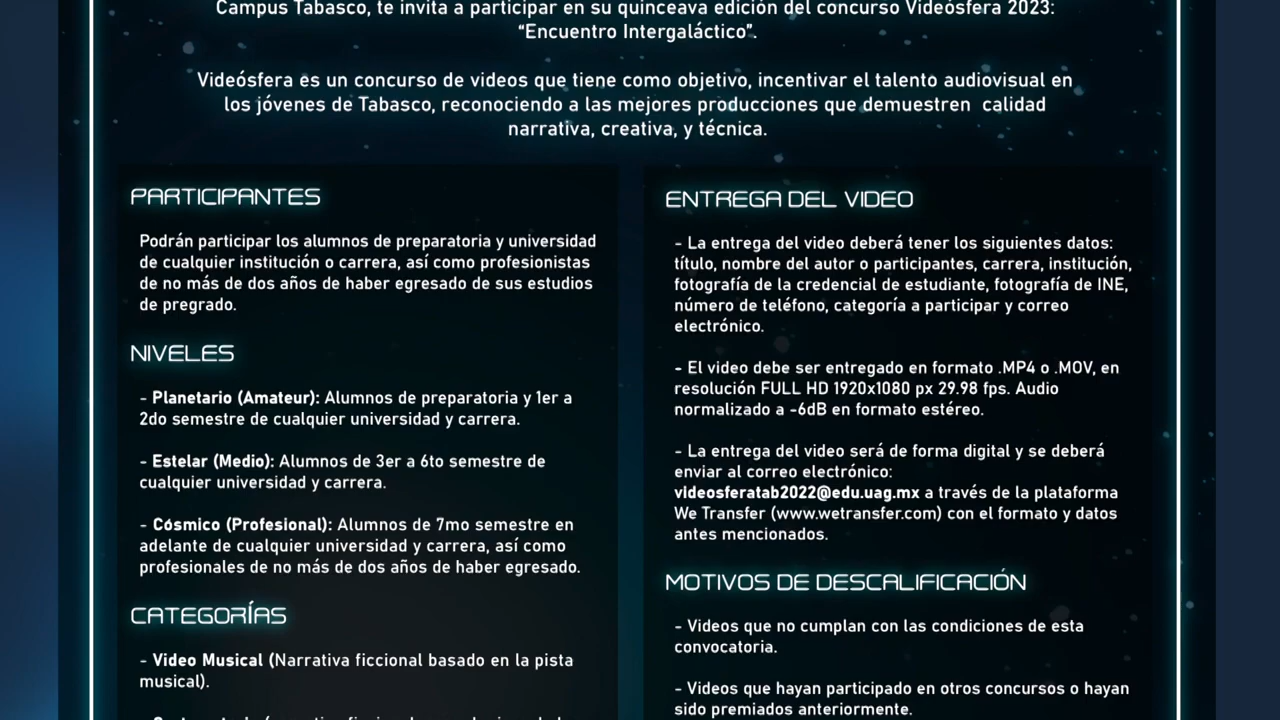 Campus Tabasco, te invita a participar en su quinceava edición del concurso Videósfera 2023:
“Encuentro Intergaláctico”.
Videósfera es un concurso de videos que tiene como objetivo, incentivar el talento audiovisual en
los jóvenes de Tabasco, reconociendo a las mejores producciones que demuestren calidad
narrativa, creativa, y técnica.
PARTICIPANTES
Podrán participar los alumnos de preparatoria y universidad
de cualquier institución o carrera, así como profesionistas
de no más de dos años de haber egresado de sus estudios
de pregrado.
NIVELES
- Planetario (Amateur): Alumnos de preparatoria y 1er a
2do semestre de cualquier universidad y carrera.
- Estelar (Medio): Alumnos de 3er a 6to semestre de
cualquier universidad y carrera.
- Cósmico (Profesional): Alumnos de 7mo semestre en
adelante de cualquier universidad y carrera, así como
profesionales de no más de dos años de haber egresado.
CATEGORÍAS
- Video Musical (Narrativa ficcional basado en la pista
musical).
ENTREGA DEL VIDEO
- La entrega del video deberá tener los siguientes datos:
título, nombre del autor o participantes, carrera, institución,
fotografía de la credencial de estudiante, fotografía de INE,
número de teléfono, categoría a participar y correo
electrónico.
- El video debe ser entregado en formato .MP4 o .MOV, en
resolución FULL HD 1920x1080 px 29.98 fps. Audio
normalizado a -6dB en formato estéreo.
- La entrega del video será de forma digital y se deberá
enviar al correo electrónico:
videosferatab2022@edu.uag.mx a través de la plataforma
We Transfer (www.wetransfer.com) con el formato y datos
antes mencionados.
MOTIVOS DE DESCALIFICACIÓN
- Videos que no cumplan con las condiciones de esta
convocatoria.
- Videos que hayan participado en otros concursos o hayan
sido premiados anteriormente.